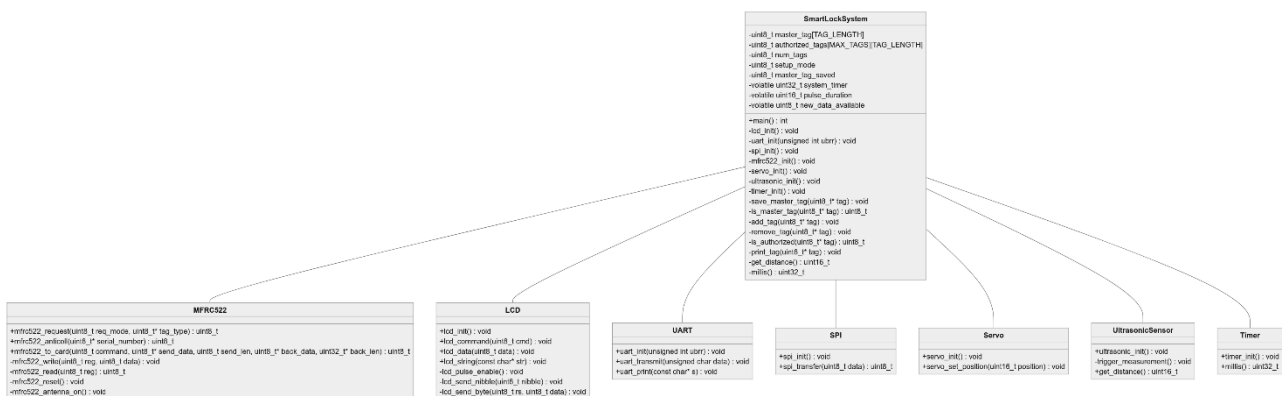 SmartLockSystem
-uint8_t master_tag[TAG_LENGTH]
-uint8_t authorized_tags[MAX_TAGS][TAG_LENGTH]
-uint8_t num_tags
-uint8_t setup_mode
-uint8_t master_tag_saved
-volatile uint32_t system_timer
-volatile uint16_t pulse_duration
-volatile uint8_t new_data_available
+main() : int
-lcd_init() : void
-uart_init(unsigned int ubrr) : void
-spi_init() : void
-mfrc522_init() : void
-servo_init() : void
-ultrasonic_init() : void
-timer_init() : void
-save_master_tag(uint8_t* tag) : void
-is_master_tag(uint8_t* tag) : uint8_t
-add_tag(uint8_t* tag) : void
-remove_tag(uint8_t* tag) : void
-is_authorized(uint8_t* tag) : uint8_t
-print_tag(uint8_t* tag) : void
-get_distance() : uint16_t
-millis() : uint32_t
MFRC522
+mfrc522_request(uint8_t req_mode, uint8_t* tag_type) : uint8_t
+mfrc522_anticoll(uint8_t* serial_number) : uint8_t
+mfrc522_to_card(uint8_t command, uint8_t* send_data, uint8_t send_len, uint8_t* back_data, uint32_t* back_len) : uint8_t
-mfrc522_write(uint8_t reg, uint8_t data) : void
-mfrc522_read(uint8_t reg) : uint8_t
-mfrc522_reset() : void
-mfrc522_antenna_on() : void
LCD
+lcd_init() : void
+lcd_command(uint8_t cmd) : void
+lcd_data(uint8_t data) : void
+lcd_string(const char* str) : void
-lcd_pulse_enable() : void
-lcd_send_nibble(uint8_t nibble) : void
-lcd_send_byte(uint8_t rs, uint8_t data) : void
UART
+uart_init(unsigned int ubrr) : void
+uart_transmit(unsigned char data) : void
+uart_print(const char* s) : void
SPI
+spi_init() : void
+spi_transfer(uint8_t data) : uint8_t
Servo
+servo_init() : void
+servo_set_position(uint16_t position) : void
UltrasonicSensor
+ultrasonic_init() : void
-trigger_measurement() : void
+get_distance() : uint16_t
Timer
+timer_init() : void
+millis() : uint32_t